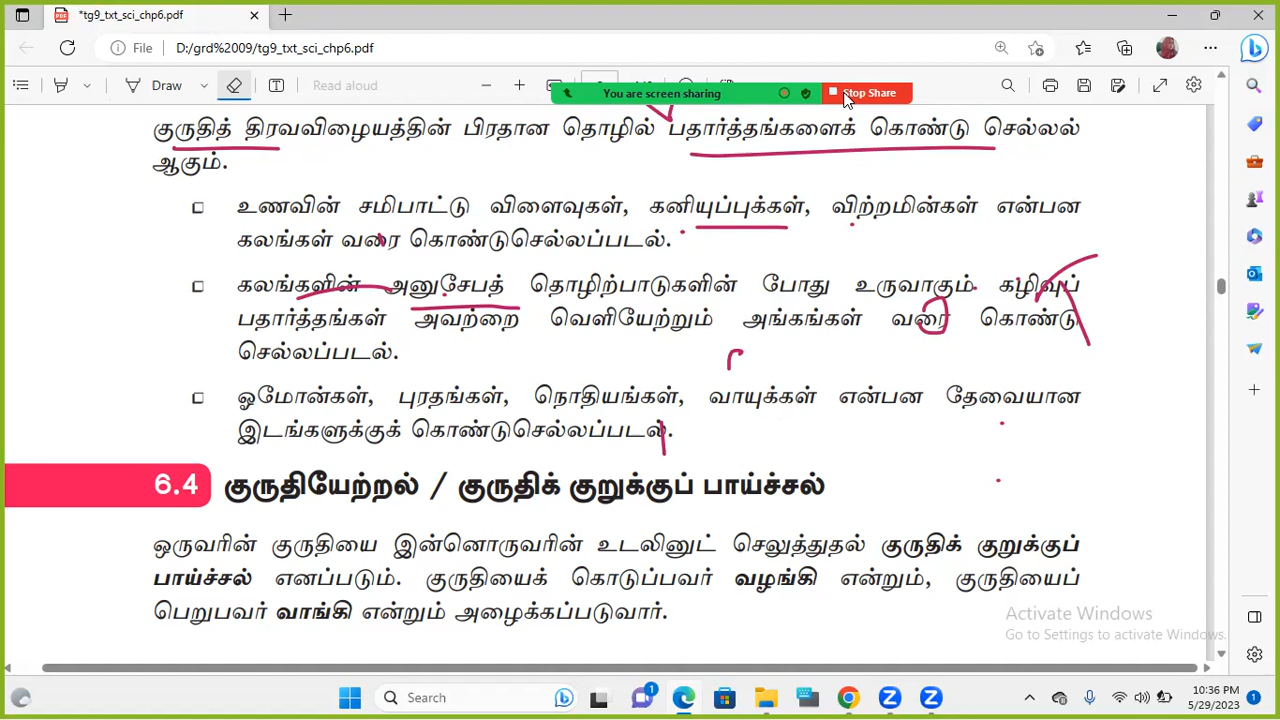 *tg9_txt_sci_chp6.pdf
File D:/grd%2009/tg9_txt_sci_chp6.pdf
Draw Read aloud
You are screen sharing Stop Share
குருதித் திரவவிழையத்தின் பிரதான தொழில் பதார்த்தங்களைக் கொண்டு செல்லல்
ஆகும்.
உணவின் சமிபாட்டு விளைவுகள், கனியுப்புக்கள், விற்றமின்கள் என்பன
கலங்கள் வரை கொண்டுசெல்லப்படல்.
கலங்களின் அனுசேபத் தொழிற்பாடுகளின் போது உருவாகும் கழிவுப்
பதார்த்தங்கள் அவற்றை வெளியேற்றும் அங்கங்கள் வரை கொண்டு
செல்லப்படல்.
ஓமோன்கள், புரதங்கள், நொதியங்கள், வாயுக்கள் என்பன தேவையான
இடங்களுக்குக் கொண்டுசெல்லப்படல்.
6.4 குருதியேற்றல் / குருதிக் குறுக்குப் பாய்ச்சல்
ஒருவரின் குருதியை இன்னொருவரின் உடலினுட் செலுத்துதல் குருதிக் குறுக்குப்
பாய்ச்சல் எனப்படும். குருதியைக் கொடுப்பவர் வழங்கி என்றும், குருதியைப்
பெறுபவர் வாங்கி என்றும் அழைக்கப்படுவார்.
Activate Windows
Go to Settings to activate Windows.
Search
1
10:36 PM
5/29/2023